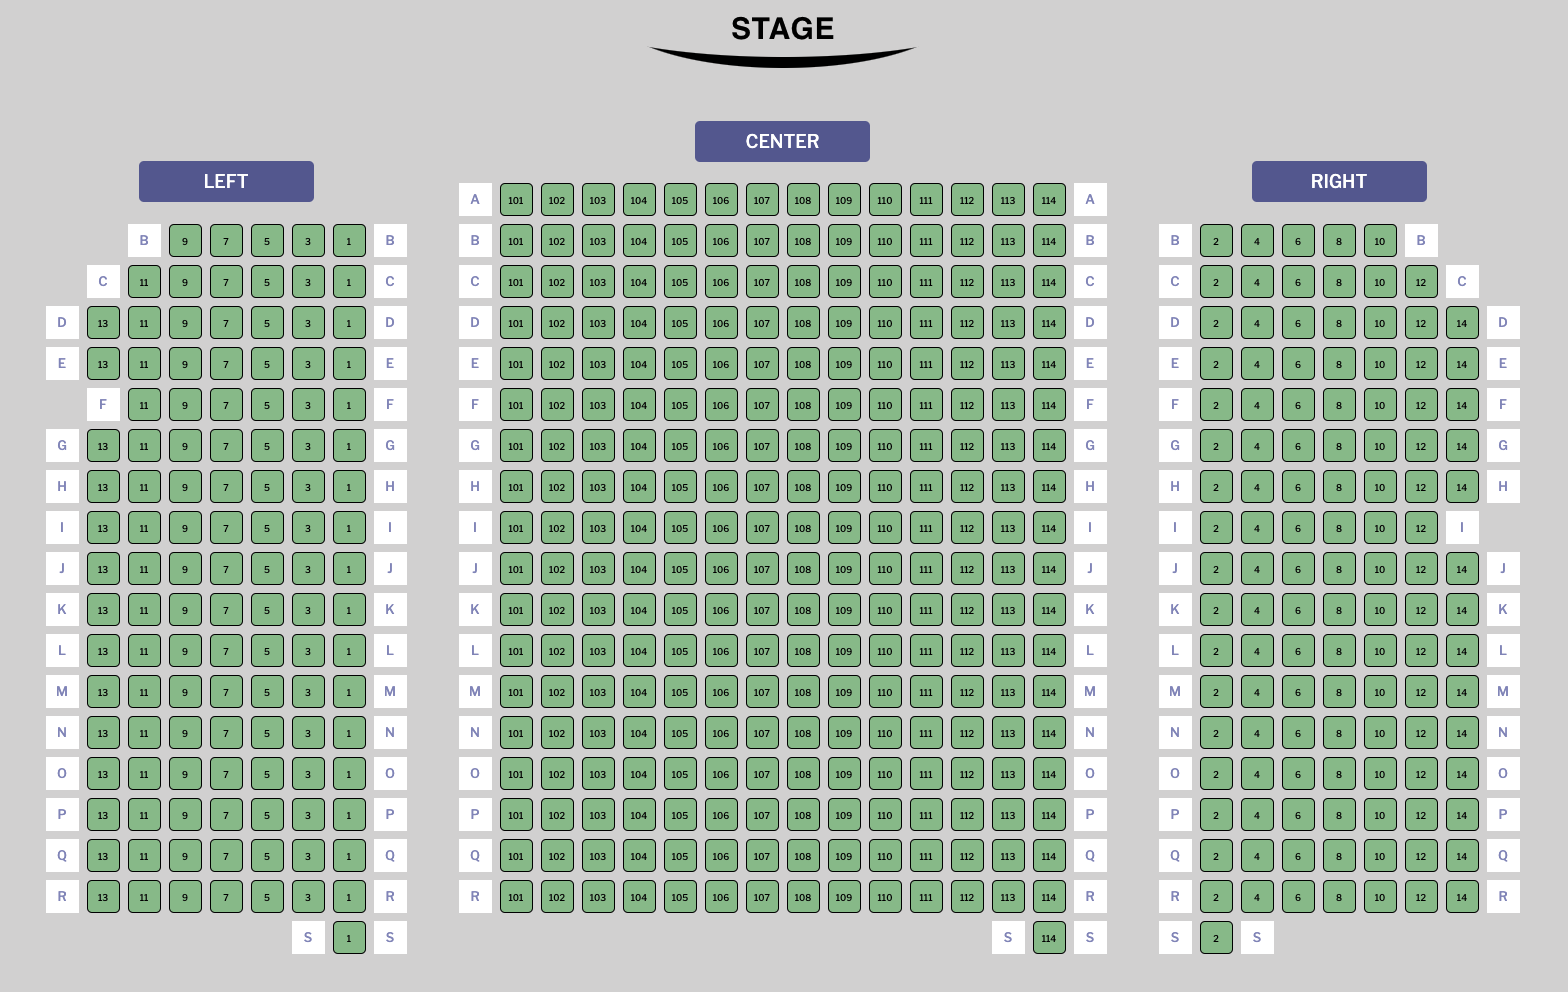 STAGE
CENTER
LEFT
RIGHT
A 101 102 103 104 105 106 107 108 109 110 111 112 113 114 A
B 9 7 5 3 1 B B 101 102 103 104 105 106 107 108 109 110 111 112 113 114 B B 2 4 6 8 10 B
C 11 9 7 5 3 1 C C 101 102 103 104 105 106 107 108 109 110 111 112 113 114 C C 2 4 6 8 10 12 C
D 13 11 9 7 5 3 1 D D 101 102 103 104 105 106 107 108 109 110 111 112 113 114 D D 2 4 6 8 10 12 14 D
E 13 11 9 7 5 3 1 E E 101 102 103 104 105 106 107 108 109 110 111 112 113 114 E E 2 4 6 8 10 12 14 E
F 11 9 7 5 3 1 F F 101 102 103 104 105 106 107 108 109 110 111 112 113 114 F F 2 4 6 8 10 12 14 F
G 13 11 9 7 5 3 1 G G 101 102 103 104 105 106 107 108 109 110 111 112 113 114 G G 2 4 6 8 10 12 14 G
H 13 11 9 7 5 3 1 H H 101 102 103 104 105 106 107 108 109 110 111 112 113 114 H H 2 4 6 8 10 12 14 H
I 13 11 9 7 5 3 1 I I 101 102 103 104 105 106 107 108 109 110 111 112 113 114 I I 2 4 6 8 10 12 I
J 13 11 9 7 5 3 1 J J 101 102 103 104 105 106 107 108 109 110 111 112 113 114 J J 2 4 6 8 10 12 14 J
K 13 11 9 7 5 3 1 K K 101 102 103 104 105 106 107 108 109 110 111 112 113 114 K K 2 4 6 8 10 12 14 K
L 13 11 9 7 5 3 1 L L 101 102 103 104 105 106 107 108 109 110 111 112 113 114 L L 2 4 6 8 10 12 14 L
M 13 11 9 7 5 3 1 M M 101 102 103 104 105 106 107 108 109 110 111 112 113 114 M M 2 4 6 8 10 12 14 M
N 13 11 9 7 5 3 1 N N 101 102 103 104 105 106 107 108 109 110 111 112 113 114 N N 2 4 6 8 10 12 14 N
O 13 11 9 7 5 3 1 O O 101 102 103 104 105 106 107 108 109 110 111 112 113 114 O O 2 4 6 8 10 12 14 O
P 13 11 9 7 5 3 1 P P 101 102 103 104 105 106 107 108 109 110 111 112 113 114 P P 2 4 6 8 10 12 14 P
Q 13 11 9 7 5 3 1 Q Q 101 102 103 104 105 106 107 108 109 110 111 112 113 114 Q Q 2 4 6 8 10 12 14 Q
R 13 11 9 7 5 3 1 R R 101 102 103 104 105 106 107 108 109 110 111 112 113 114 R R 2 4 6 8 10 12 14 R
S 1 S S 114 S S 2 S